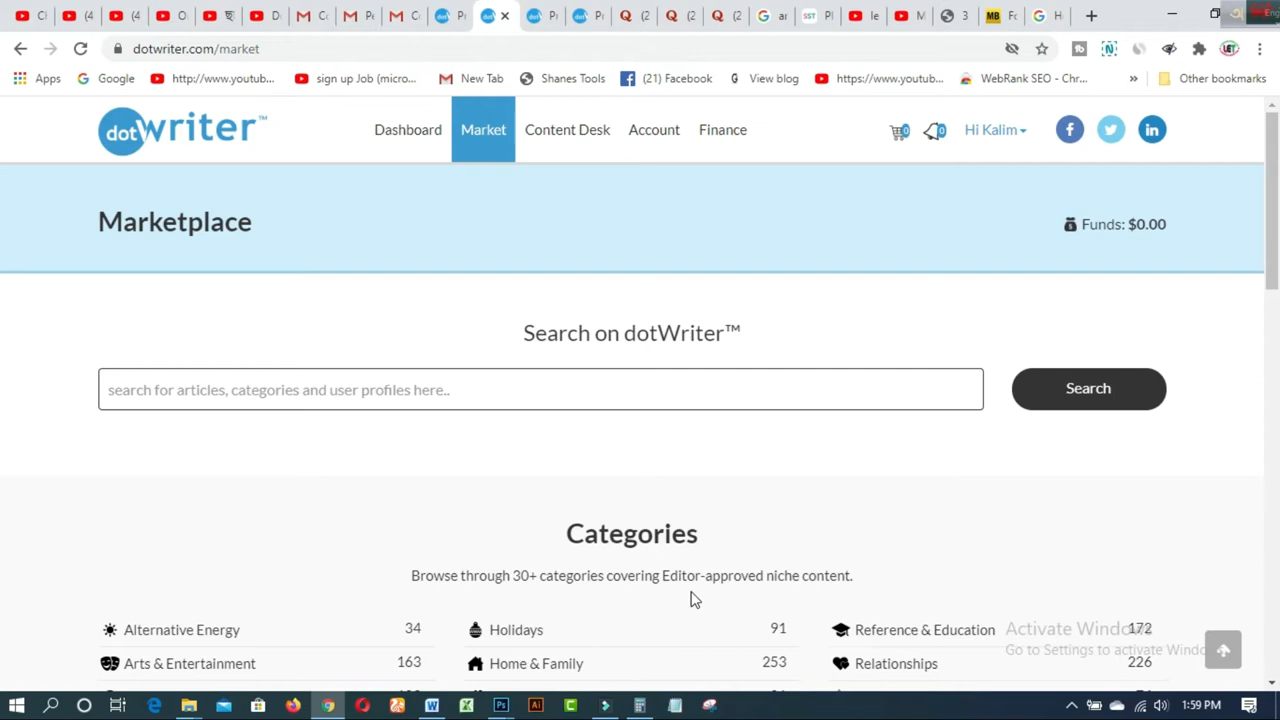 dotwriter.com/market
Apps
Google
http://www.youtub...
sign up Job (micro...
New Tab
Shanes Tools
(21) Facebook
View blog
https://www.youtub...
WebRank SEO - Chr...
»
Other bookmarks
dotwriter™
Dashboard
Market
Content Desk
Account
Finance
0
0
Hi Kalim
Marketplace
Funds: $0.00
Search on dotWriter™
search for articles, categories and user profiles here..
Search
Categories
Browse through 30+ categories covering Editor-approved niche content.
Alternative Energy 34
Holidays 91
Reference & Education 172
Arts & Entertainment 163
Home & Family 253
Relationships 226
Activate Windows
Go to Settings to activate Windo
1:59 PM